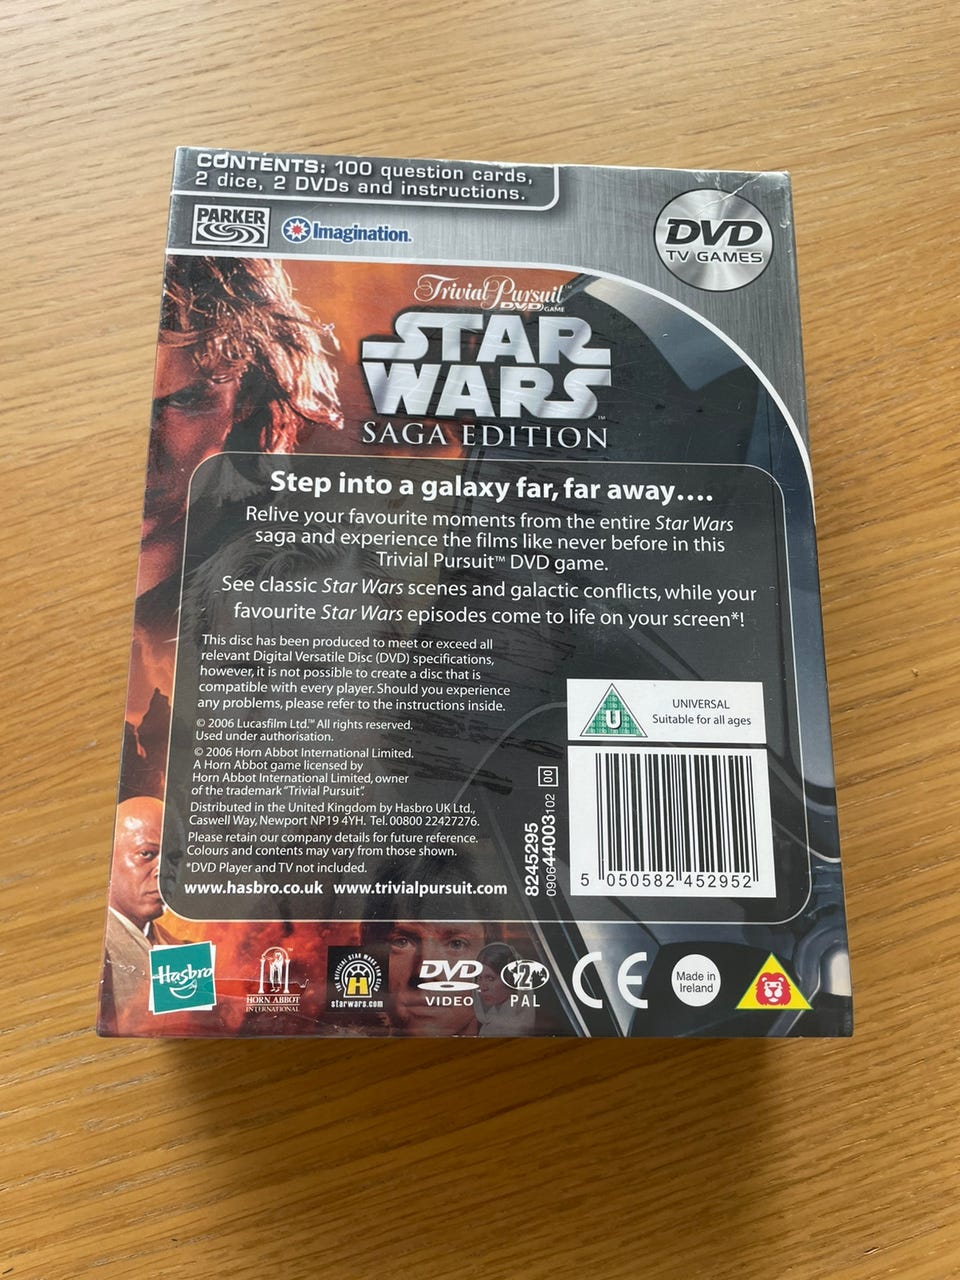 CONTENTS: 100 question cards,
2 dice, 2 DVDs and instructions.
PARKER
Imagination.
DVD
TV GAMES
Trivial Pursuit™
DVD GAME
STAR
WARS™
SAGA EDITION
Step into a galaxy far, far away....
Relive your favourite moments from the entire Star Wars
saga and experience the films like never before in this
Trivial Pursuit™ DVD game.
See classic Star Wars scenes and galactic conflicts, while your
favourite Star Wars episodes come to life on your screen*!
This disc has been produced to meet or exceed all
relevant Digital Versatile Disc (DVD) specifications,
however, it is not possible to create a disc that is
compatible with every player. Should you experience
any problems, please refer to the instructions inside.
© 2006 Lucasfilm Ltd.™ All rights reserved.
Used under authorisation.
© 2006 Horn Abbot International Limited.
A Horn Abbot game licensed by
Horn Abbot International Limited, owner
of the trademark "Trivial Pursuit".
Distributed in the United Kingdom by Hasbro UK Ltd.,
Caswell Way, Newport NP19 4YH. Tel. 00800 22427276.
Please retain our company details for future reference.
Colours and contents may vary from those shown.
*DVD Player and TV not included.
www.hasbro.co.uk www.trivialpursuit.com
8245295
090644003102 00
U
UNIVERSAL
Suitable for all ages
5 050582 452952
Hasbro
HORN ABBOT
INTERNATIONAL
H
starwars.com
DVD
VIDEO
2
PAL
CE
Made in
Ireland